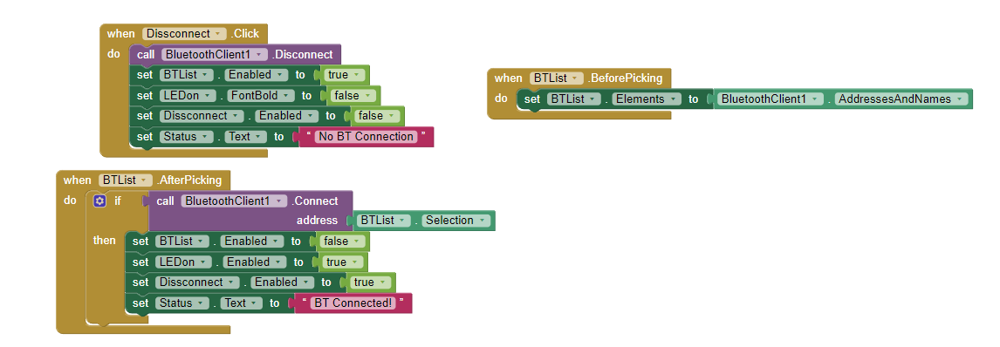 when Dissconnect .Click
do call BluetoothClient1 .Disconnect
set BTList . Enabled to true
set LEDon . FontBold to false
set Dissconnect . Enabled to false
set Status . Text to " No BT Connection "
when BTList .BeforePicking
do set BTList . Elements to BluetoothClient1 . AddressesAndNames
when BTList .AfterPicking
do if call BluetoothClient1 .Connect
address BTList . Selection
then set BTList . Enabled to false
set LEDon . Enabled to true
set Dissconnect . Enabled to true
set Status . Text to " BT Connected! "